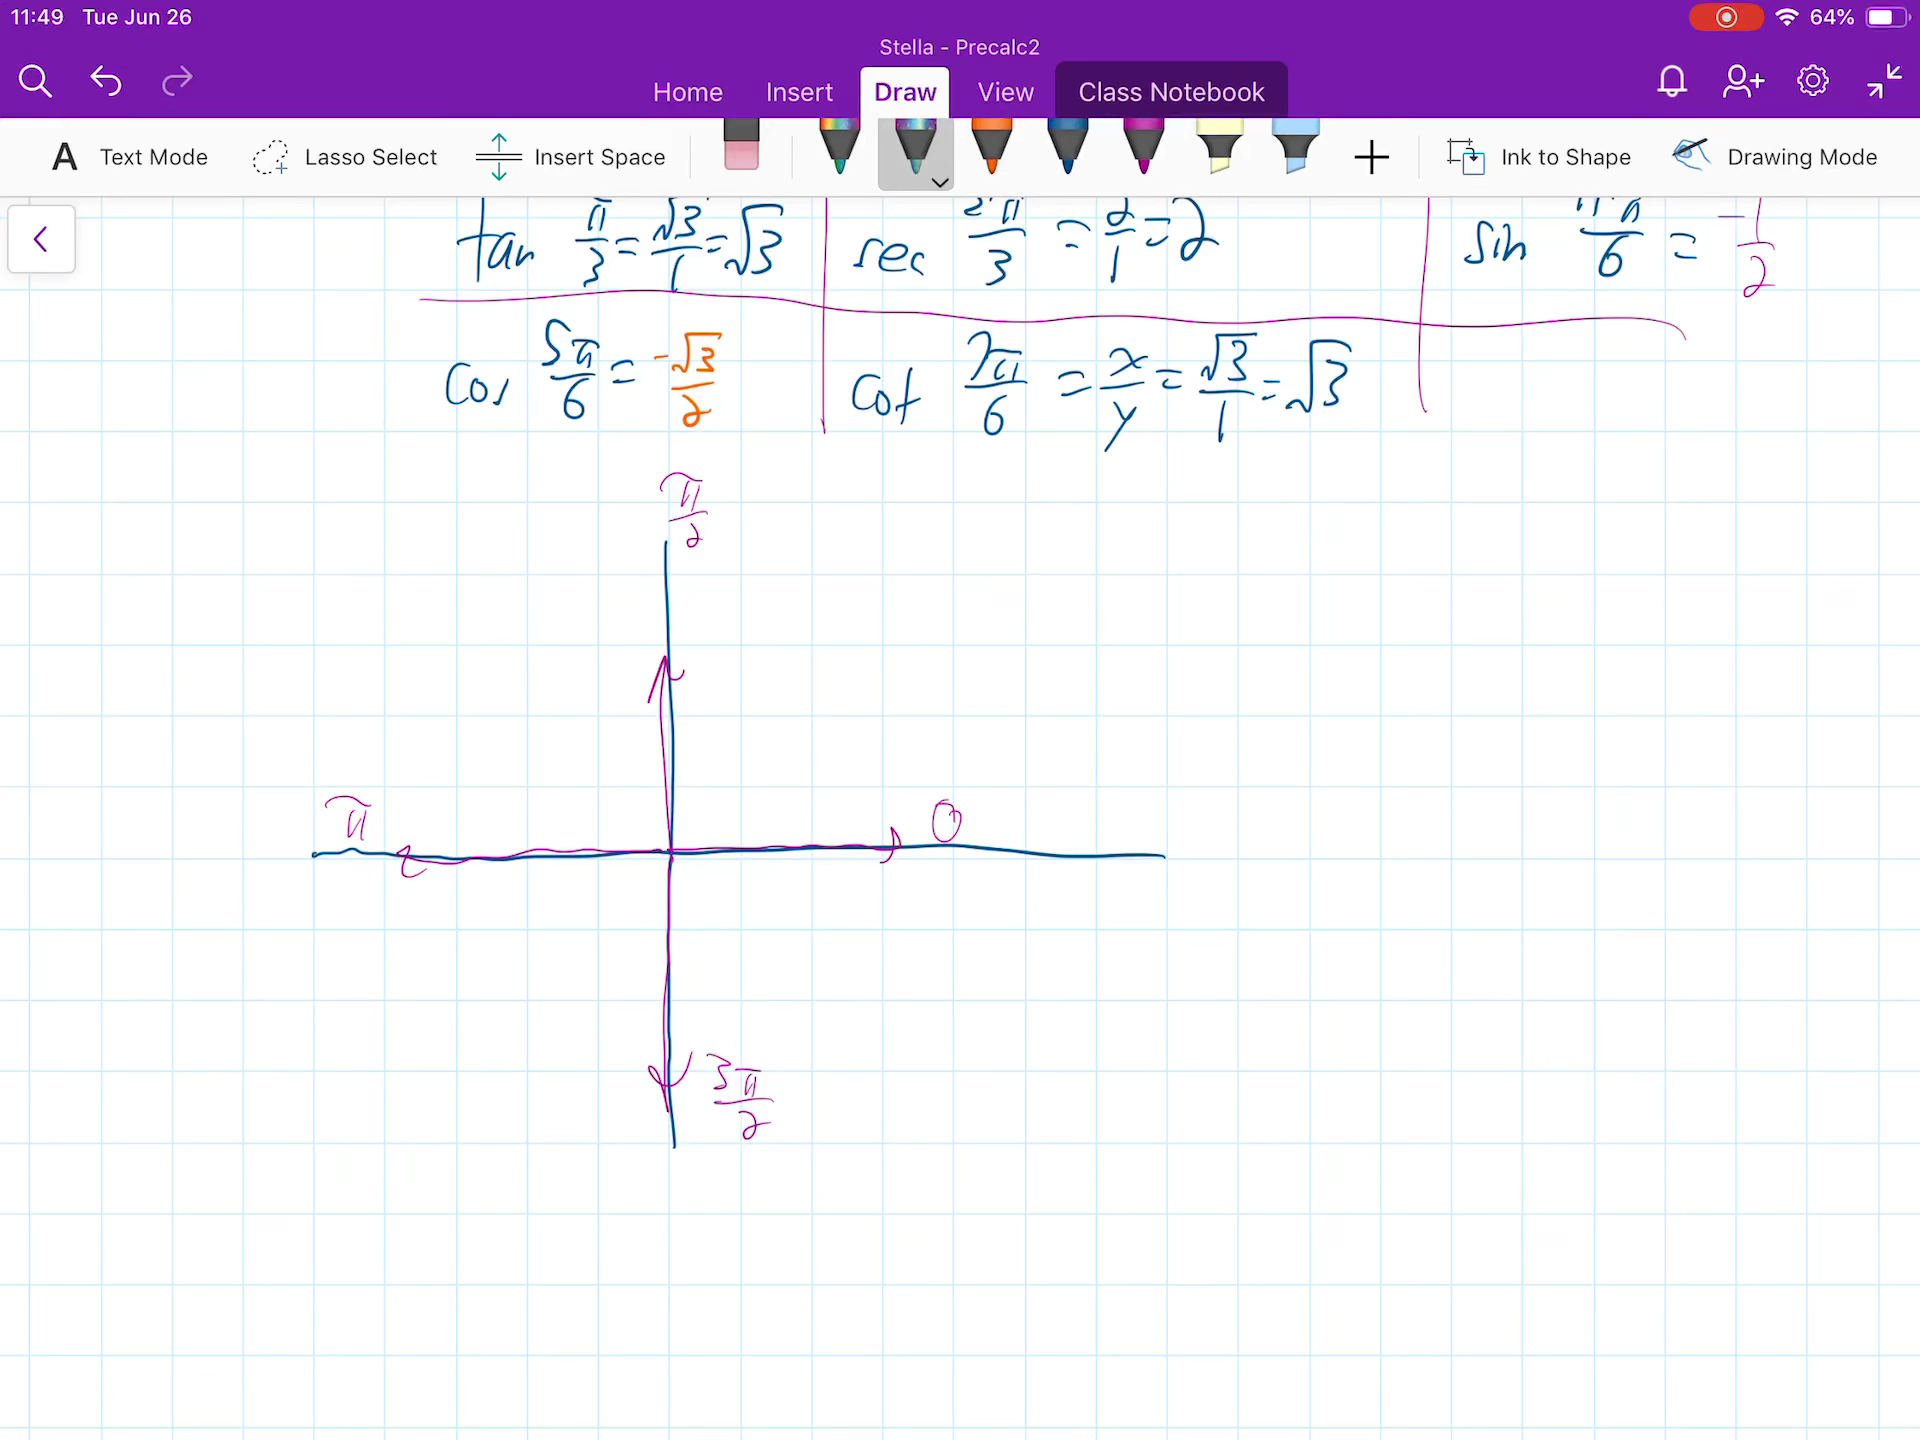 11:49 Tue Jun 26
64%
Stella - Precalc2
Home Insert Draw View Class Notebook
A Text Mode Lasso Select Insert Space Ink to Shape Drawing Mode
tan π/3 = √3/1 = √3
sec 2π/3 = 2/1 = 2
sin 11π/6 = -1/2
cos 5π/6 = -√3/2
cot 7π/6 = x/y = √3/1 = √3
π/2
π
0
3π/2